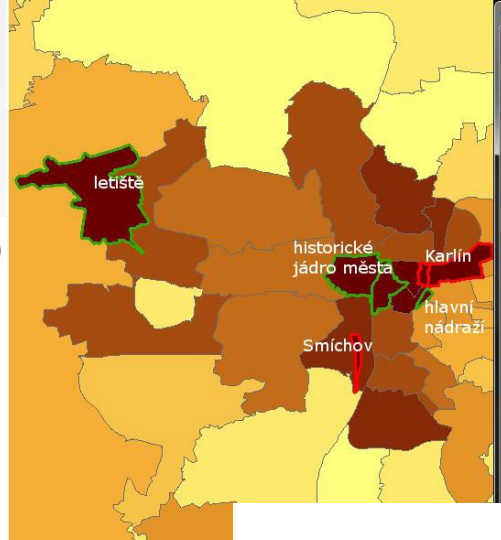 letiště
historické
jádro města
Karlín
hlavní
nádraží
Smíchov